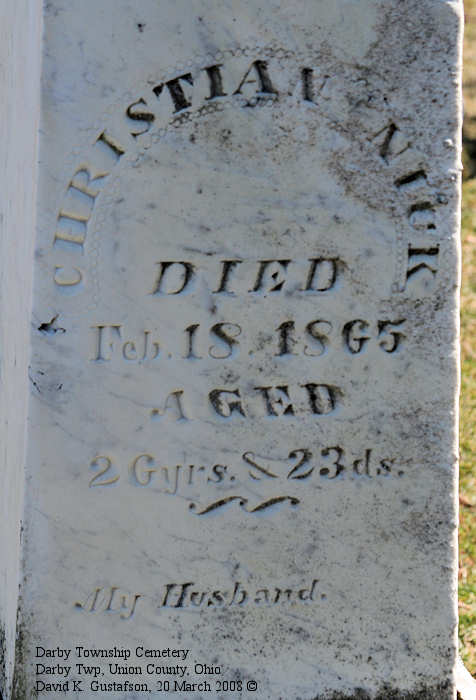 CHRISTIAN NICK
DIED
Feb. 18. 1865
AGED
26yrs. & 23ds.
My Husband.
Darby Township Cemetery
Darby Twp, Union County, Ohio
David K. Gustafson, 20 March 2008 ©